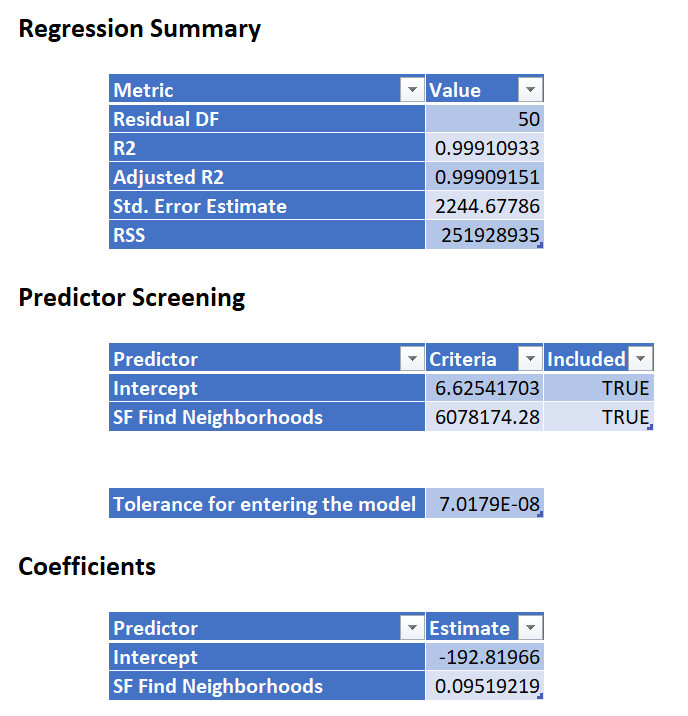 Regression Summary
Metric Value
Residual DF 50
R2 0.99910933
Adjusted R2 0.99909151
Std. Error Estimate 2244.67786
RSS 251928935
Predictor Screening
Predictor Criteria Included
Intercept 6.62541703 TRUE
SF Find Neighborhoods 6078174.28 TRUE
Tolerance for entering the model 7.0179E-08
Coefficients
Predictor Estimate
Intercept -192.81966
SF Find Neighborhoods 0.09519219